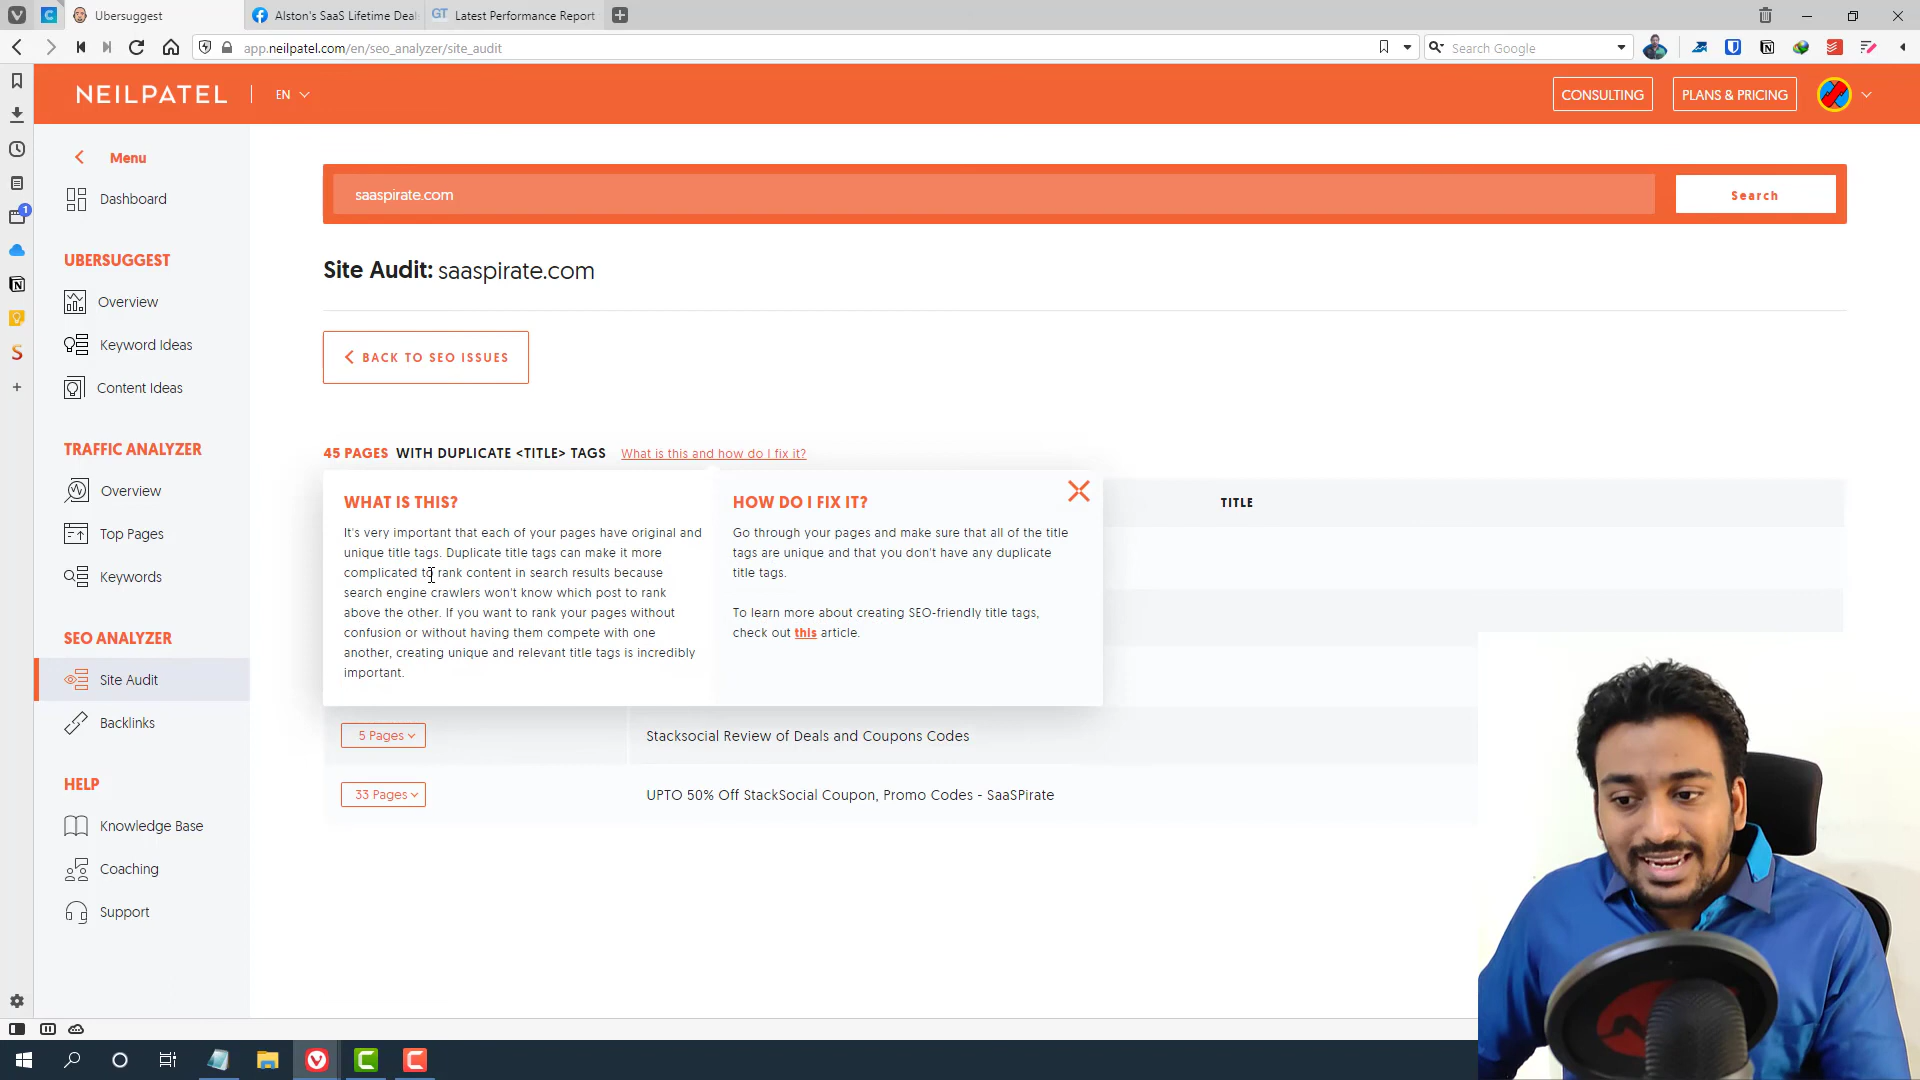 Ubersuggest
Alston's SaaS Lifetime Deal
GT Latest Performance Report
app.neilpatel.com/en/seo_analyzer/site_audit
Search Google
NEILPATEL
EN
CONSULTING
PLANS & PRICING
Menu
Dashboard
UBERSUGGEST
Overview
Keyword Ideas
Content Ideas
TRAFFIC ANALYZER
Overview
Top Pages
Keywords
SEO ANALYZER
Site Audit
Backlinks
HELP
Knowledge Base
Coaching
Support
1
saaspirate.com
Search
Site Audit: saaspirate.com
BACK TO SEO ISSUES
45 PAGES WITH DUPLICATE <TITLE> TAGS What is this and how do I fix it?
TITLE
WHAT IS THIS?
It's very important that each of your pages have original and
unique title tags. Duplicate title tags can make it more
complicated to rank content in search results because
search engine crawlers won't know which post to rank
above the other. If you want to rank your pages without
confusion or without having them compete with one
another, creating unique and relevant title tags is incredibly
important.
HOW DO I FIX IT?
Go through your pages and make sure that all of the title
tags are unique and that you don't have any duplicate
title tags.
To learn more about creating SEO-friendly title tags,
check out this article.
5 Pages
Stacksocial Review of Deals and Coupons Codes
33 Pages
UPTO 50% Off StackSocial Coupon, Promo Codes - SaaSPirate